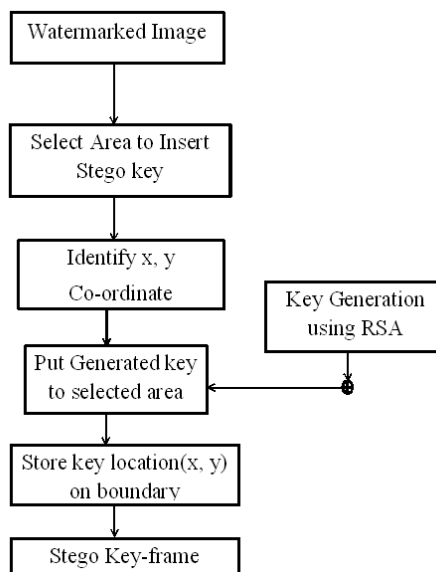 Watermarked Image
Select Area to Insert
Stego key
Identify x, y
Co-ordinate
Key Generation
using RSA
Put Generated key
to selected area
Store key location(x, y)
on boundary
Stego Key-frame